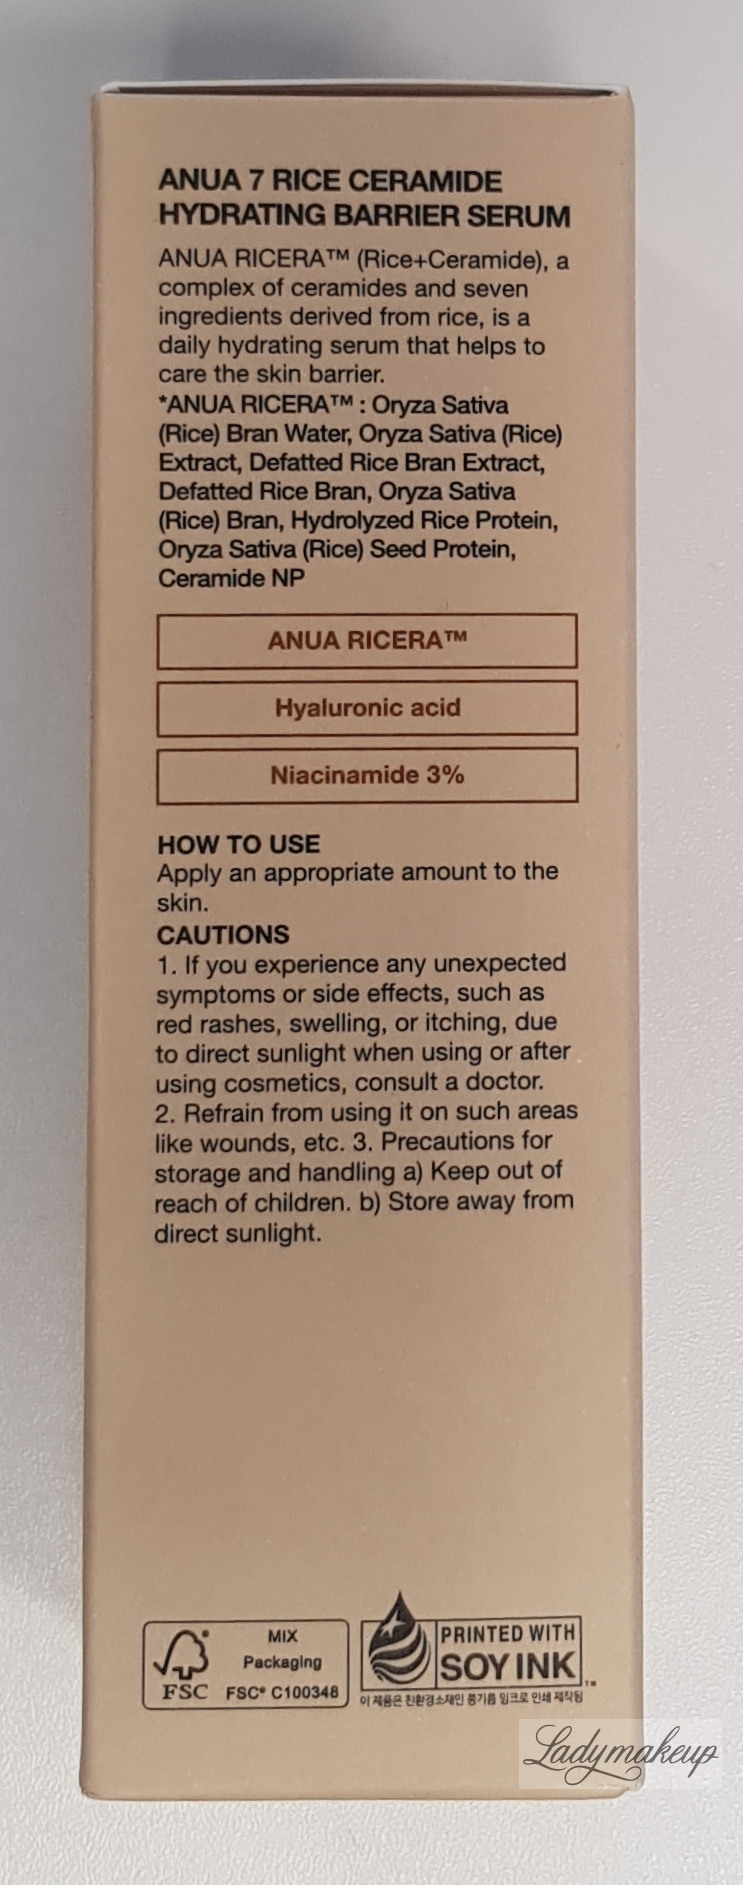 ANUA 7 RICE CERAMIDE
HYDRATING BARRIER SERUM
ANUA RICERA™ (Rice+Ceramide), a
complex of ceramides and seven
ingredients derived from rice, is a
daily hydrating serum that helps to
care the skin barrier.
*ANUA RICERA™ : Oryza Sativa
(Rice) Bran Water, Oryza Sativa (Rice)
Extract, Defatted Rice Bran Extract,
Defatted Rice Bran, Oryza Sativa
(Rice) Bran, Hydrolyzed Rice Protein,
Oryza Sativa (Rice) Seed Protein,
Ceramide NP
ANUA RICERA™
Hyaluronic acid
Niacinamide 3%
HOW TO USE
Apply an appropriate amount to the
skin.
CAUTIONS
1. If you experience any unexpected
symptoms or side effects, such as
red rashes, swelling, or itching, due
to direct sunlight when using or after
using cosmetics, consult a doctor.
2. Refrain from using it on such areas
like wounds, etc. 3. Precautions for
storage and handling a) Keep out of
reach of children. b) Store away from
direct sunlight.
FSC
MIX
Packaging
FSC® C100348
PRINTED WITH
SOY INK™
이 제품은 친환경소재인 콩기름 잉크로 인쇄 제작됨
Ladymakeup